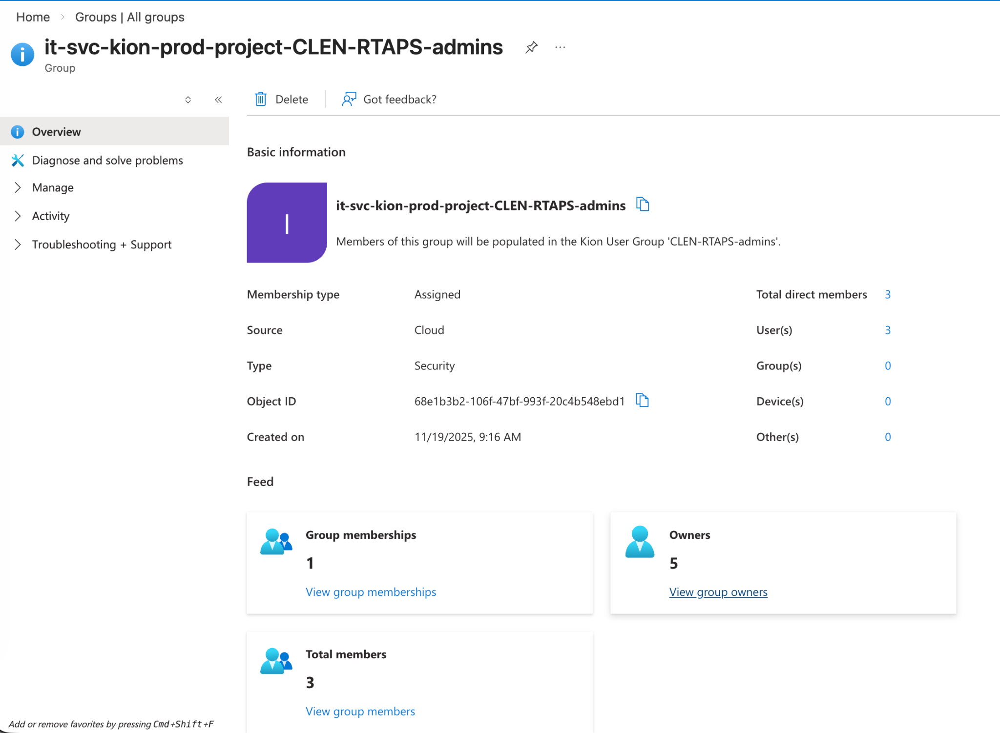 Home > Groups | All groups
it-svc-kion-prod-project-CLEN-RTAPS-admins
Group
Delete
Got feedback?
Overview
Diagnose and solve problems
Manage
Activity
Troubleshooting + Support
Basic information
I
it-svc-kion-prod-project-CLEN-RTAPS-admins
Members of this group will be populated in the Kion User Group 'CLEN-RTAPS-admins'.
Membership type Assigned Total direct members 3
Source Cloud User(s) 3
Type Security Group(s) 0
Object ID 68e1b3b2-106f-47bf-993f-20c4b548ebd1 Device(s) 0
Created on 11/19/2025, 9:16 AM Other(s) 0
Feed
Group memberships
1
View group memberships
Owners
5
View group owners
Total members
3
View group members
Add or remove favorites by pressing Cmd+Shift+F